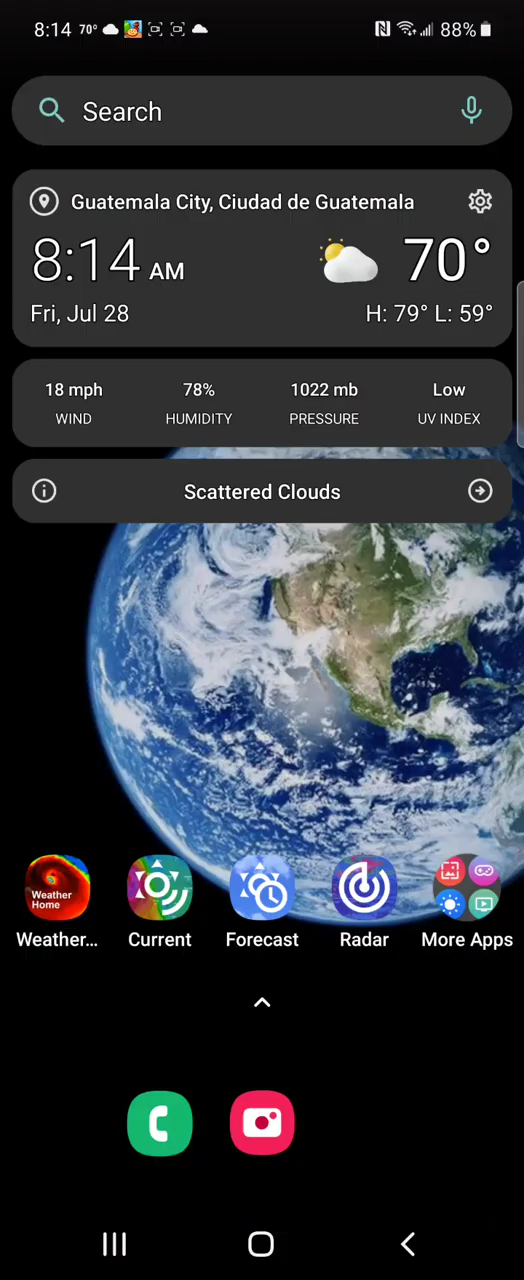 8:14 70° 88%
Search
Guatemala City, Ciudad de Guatemala
8:14 AM 70°
Fri, Jul 28 H: 79° L: 59°
18 mph 78% 1022 mb Low
WIND HUMIDITY PRESSURE UV INDEX
Scattered Clouds
Weather
Home
Weather... Current Forecast Radar More Apps